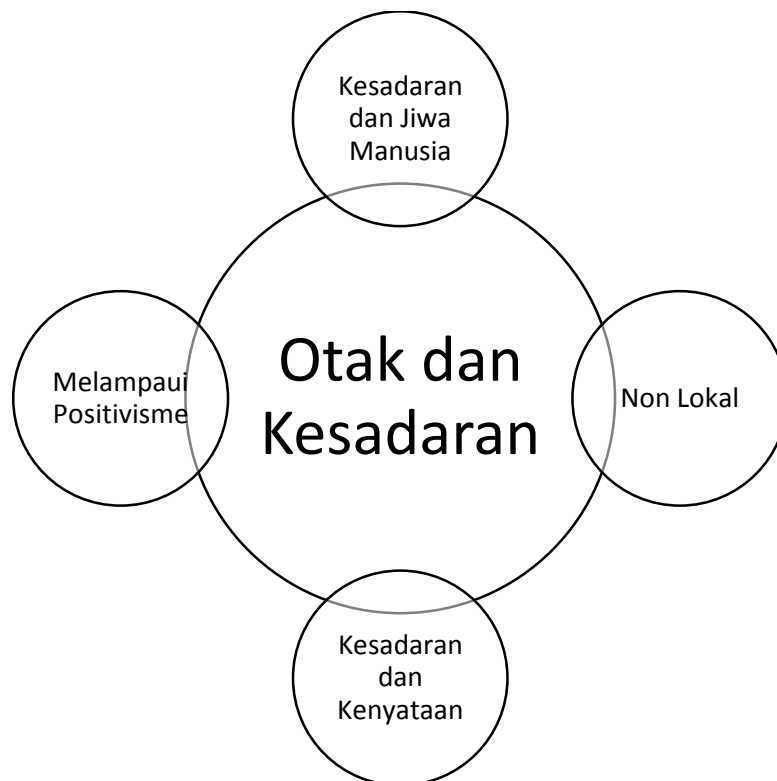 Kesadaran
dan Jiwa
Manusia
Melampaui
Positivisme
Otak dan
Kesadaran
Non Lokal
Kesadaran
dan
Kenyataan